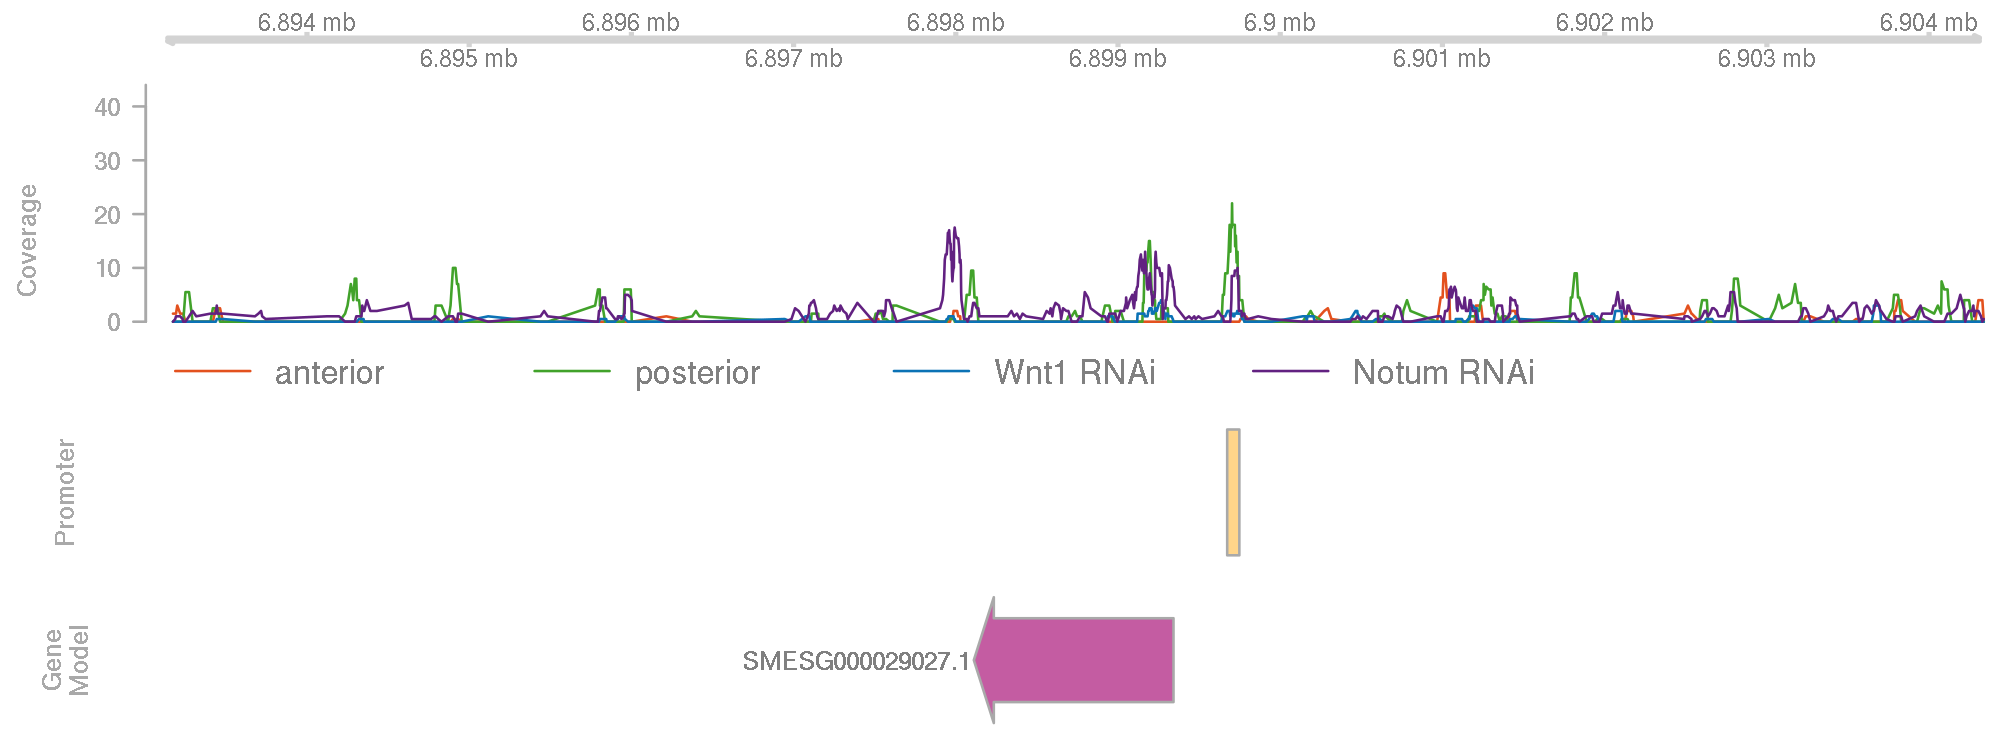 6.894 mb 6.896 mb 6.898 mb 6.9 mb 6.902 mb 6.904 mb
6.895 mb 6.897 mb 6.899 mb 6.901 mb 6.903 mb
Coverage
40
30
20
10
0
anterior posterior Wnt1 RNAi Notum RNAi
Promoter
Gene
Model
SMESG000029027.1